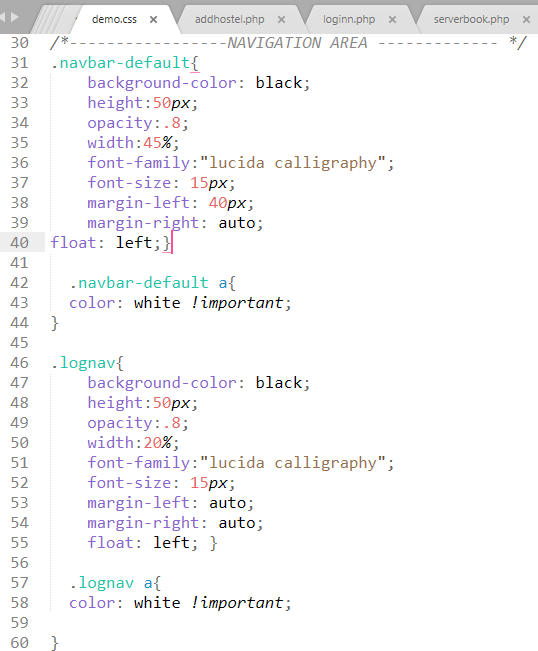 demo.css × addhostel.php × loginn.php × serverbook.php ×
30 /*-----------------NAVIGATION AREA ------------- */
31 .navbar-default{
32 background-color: black;
33 height:50px;
34 opacity:.8;
35 width:45%;
36 font-family:"lucida calligraphy";
37 font-size: 15px;
38 margin-left: 40px;
39 margin-right: auto;
40 float: left;}
41
42 .navbar-default a{
43 color: white !important;
44 }
45
46 .lognav{
47 background-color: black;
48 height:50px;
49 opacity:.8;
50 width:20%;
51 font-family:"lucida calligraphy";
52 font-size: 15px;
53 margin-left: auto;
54 margin-right: auto;
55 float: left; }
56
57 .lognav a{
58 color: white !important;
59
60 }